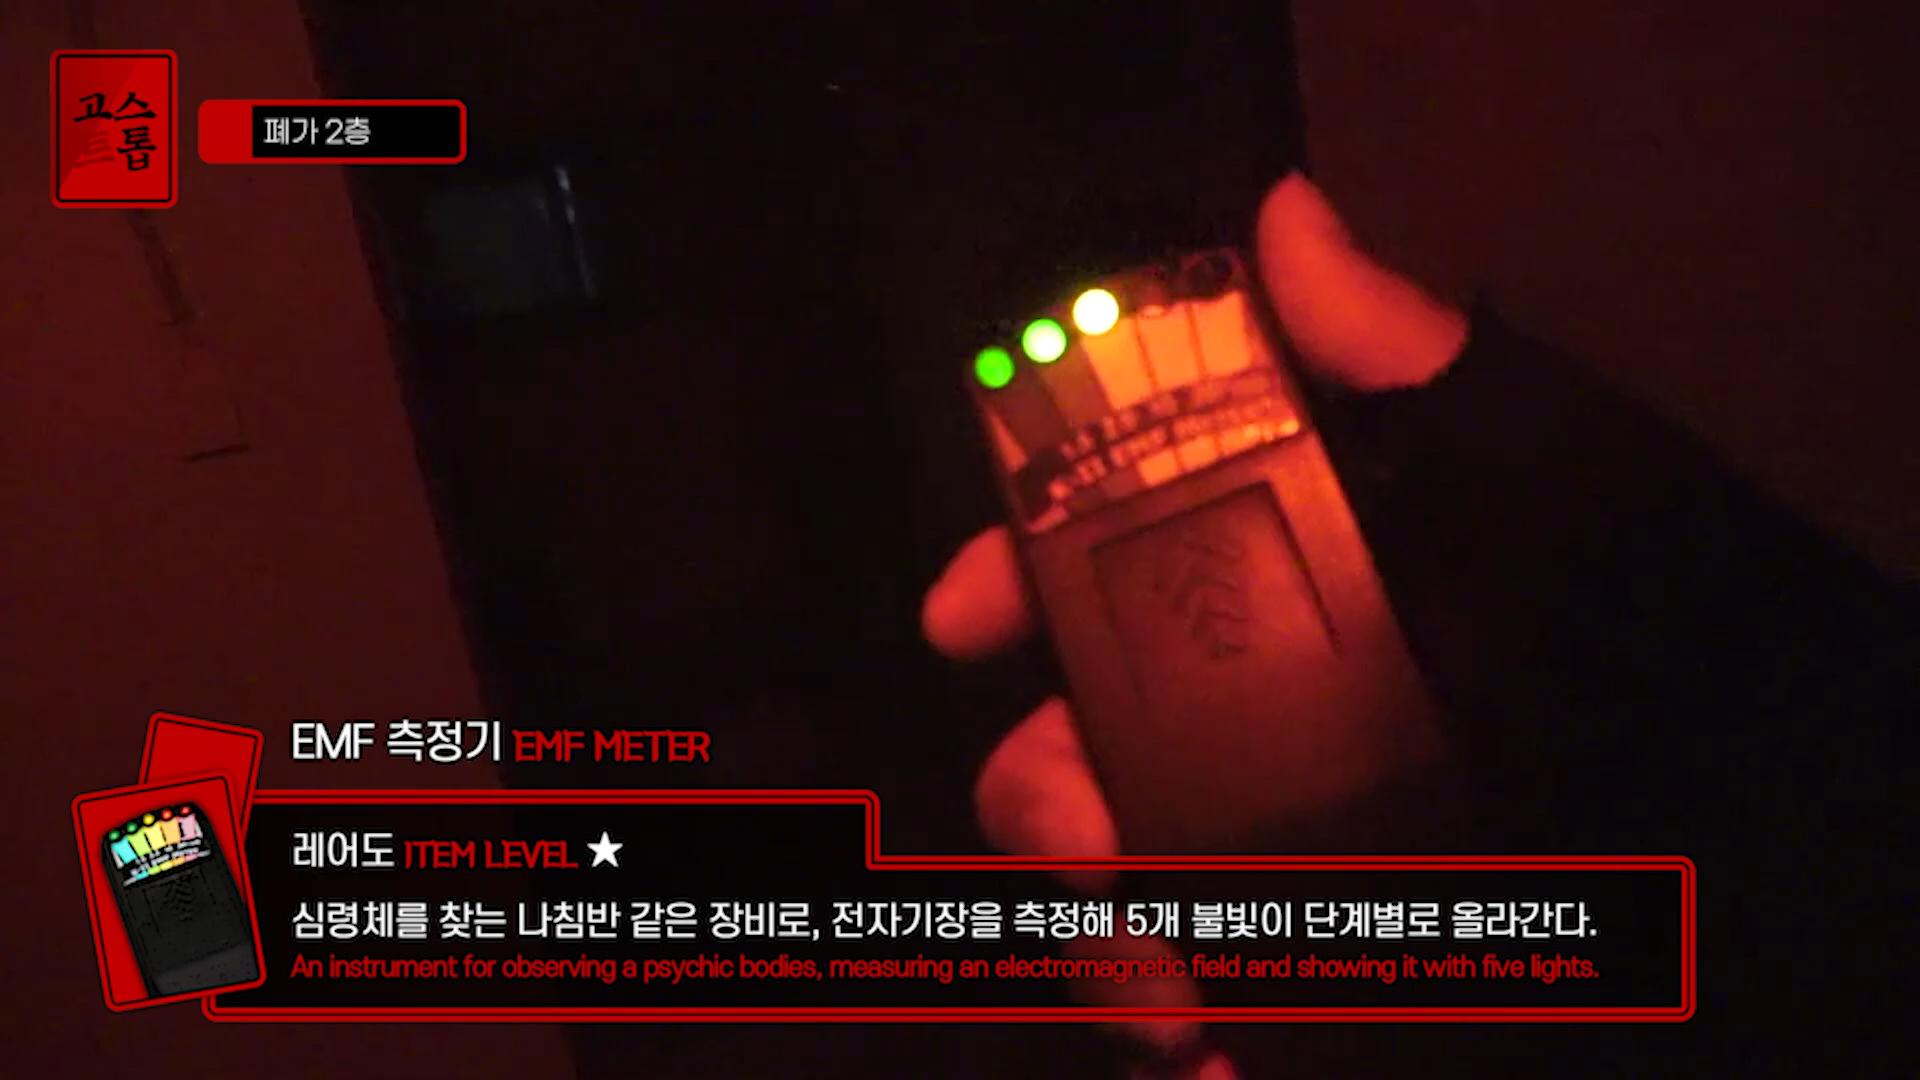 고스
톱
폐가 2층
EMF 측정기 EMF METER
레어도 ITEM LEVEL ★
심령체를 찾는 나침반 같은 장비로, 전자기장을 측정해 5개 불빛이 단계별로 올라간다.
An instrument for observing a psychic bodies, measuring an electromagnetic field and showing it with five lights.